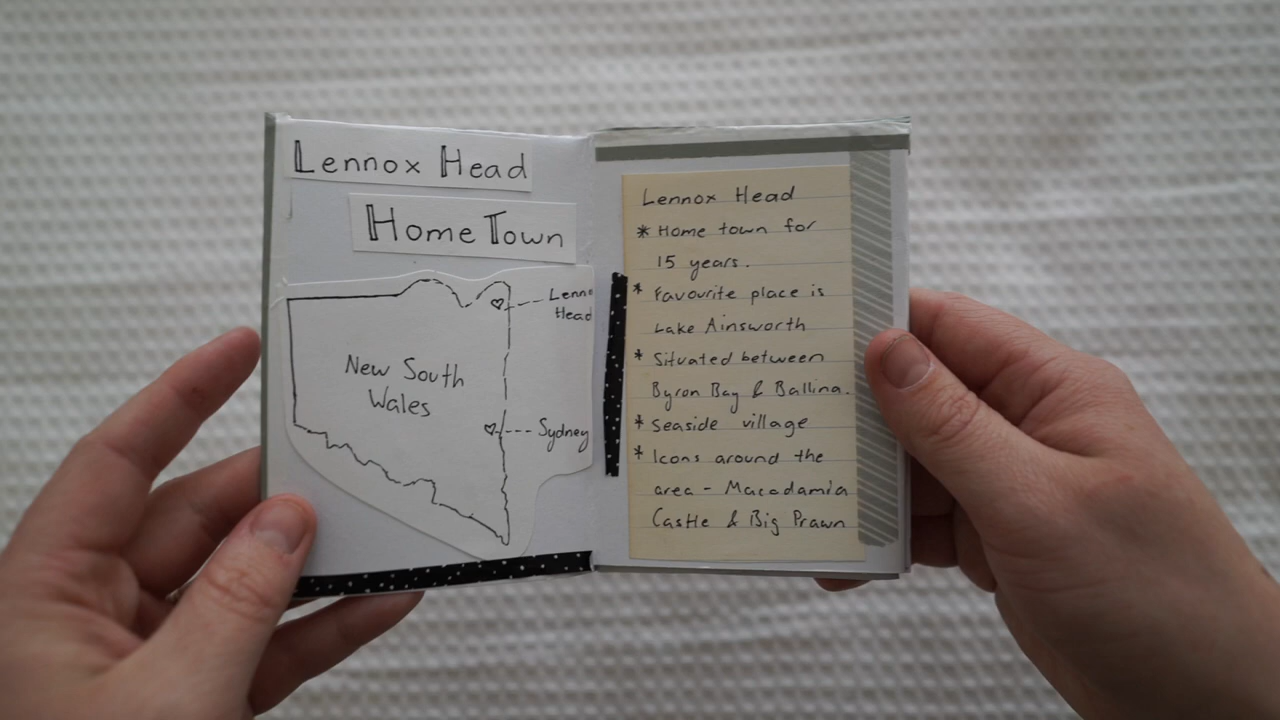 Lennox Head
Home Town
Head
New South
Wales
Sydney
Lennox Head
* Home town for
15 years.
* Favourite place is
Lake Ainsworth
* Situated between
Byron Bay & Ballina.
* Seaside village
* Icons around the
area - Macadamia
Castle & Big Prawn